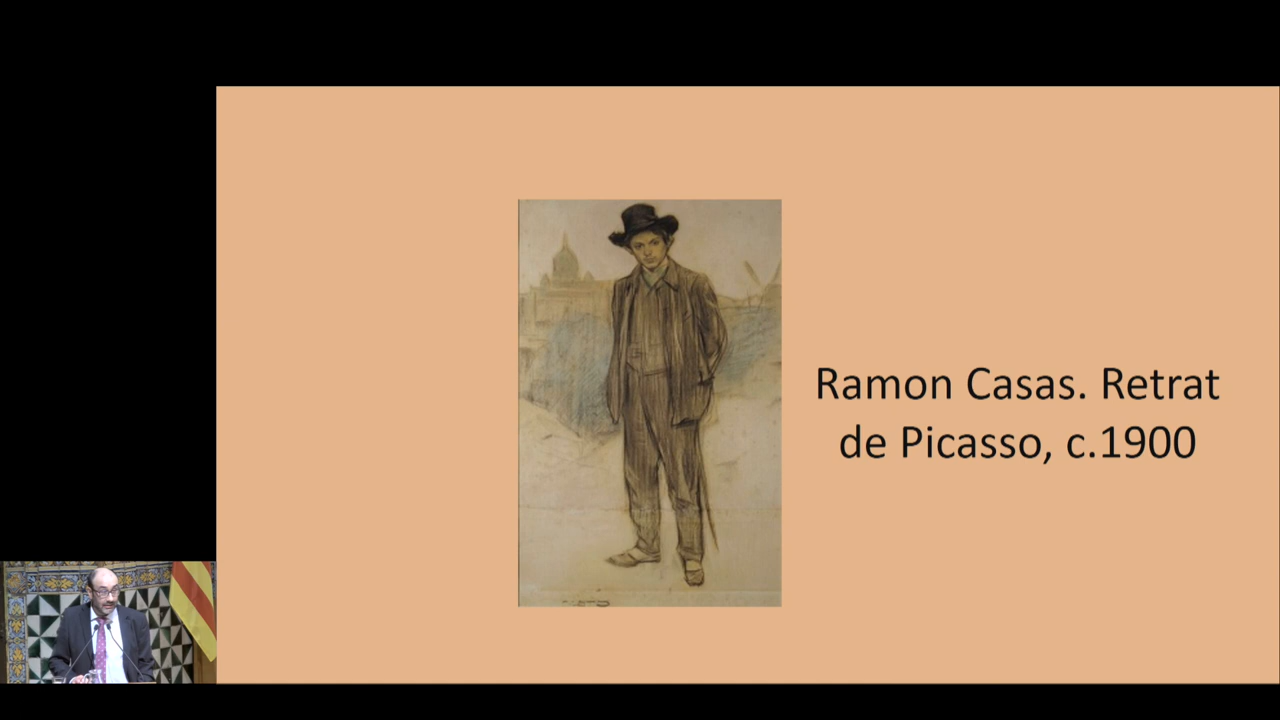 Ramon Casas. Retrat
de Picasso, c.1900